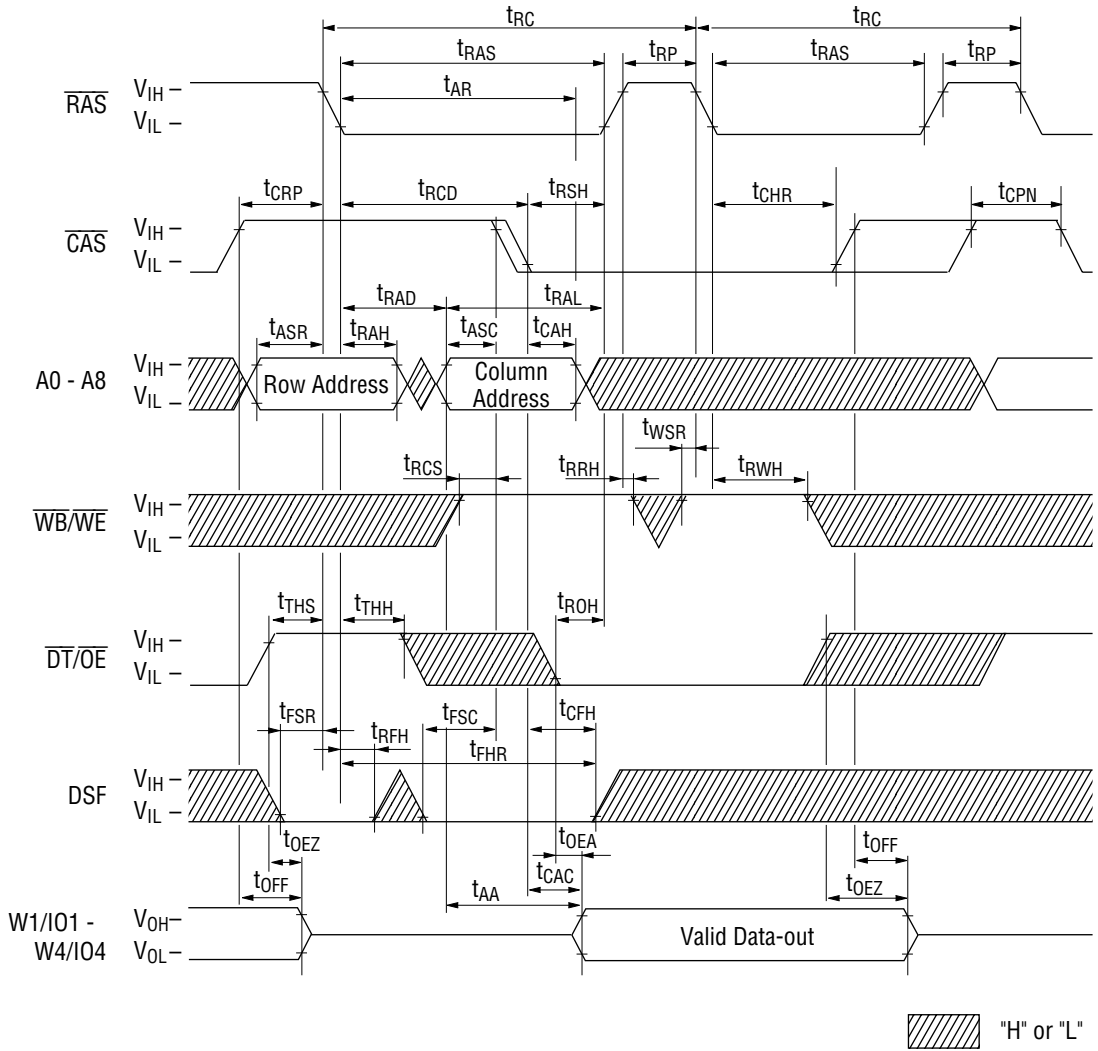 tRC tRC
tRAS tRP tRAS tRP
tAR
RAS VIH –
VIL –
tCRP tRCD tRSH tCHR tCPN
CAS VIH –
VIL –
tRAD tRAL
tASR tRAH tASC tCAH
A0 - A8 VIH –
VIL –
Row Address
Column
Address
tWSR
tRCS tRRH tRWH
WB/WE VIH –
VIL –
tTHS tTHH tROH
DT/OE VIH –
VIL –
tFSR tRFH tFSC tCFH
tFHR
DSF VIH –
VIL –
tOEZ tOEA tOFF
tOFF tAA tCAC tOEZ
W1/IO1 -
W4/IO4
VOH –
VOL –
Valid Data-out
"H" or "L"